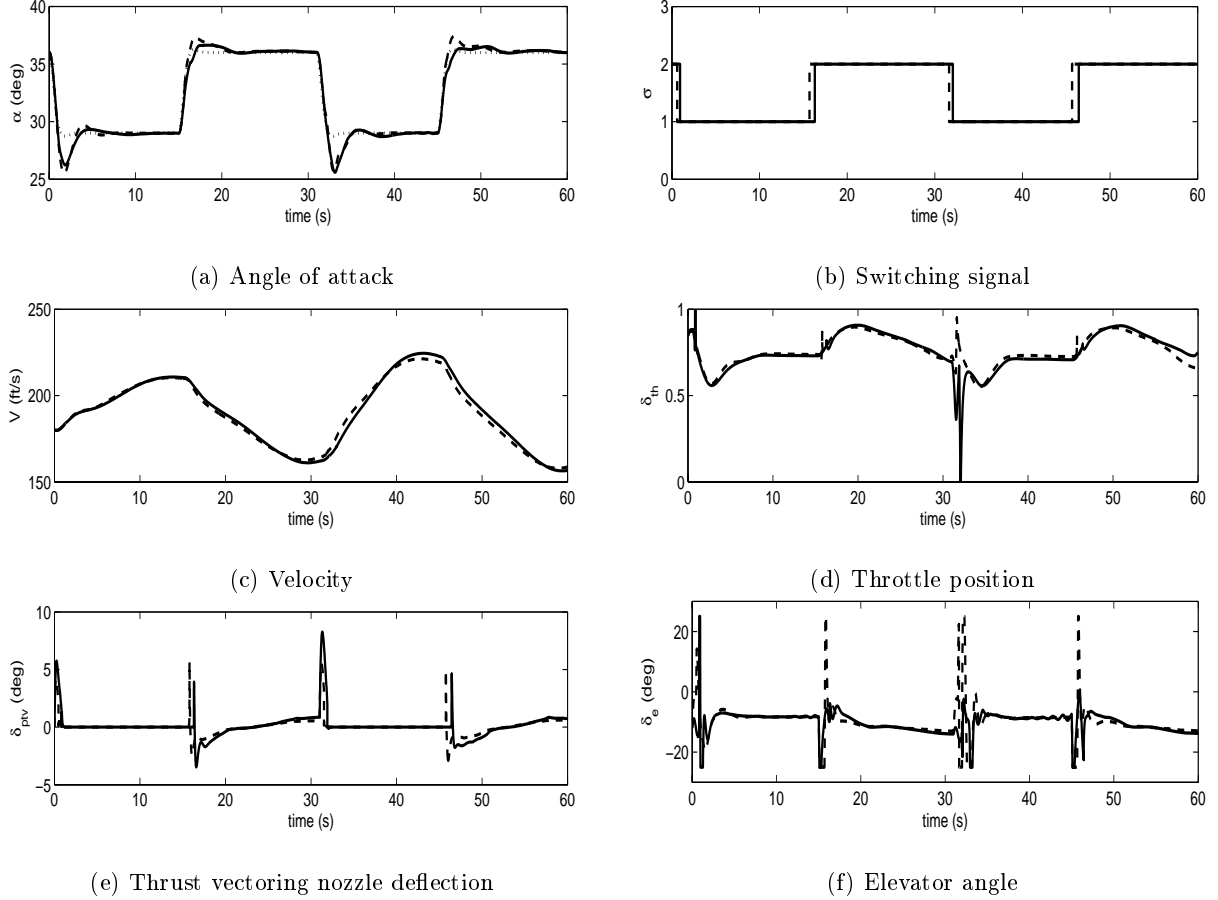 40
35
30
25
α (deg)
0 10 20 30 40 50 60
time (s)
(a) Angle of attack
3
2
1
0
σ
0 10 20 30 40 50 60
time (s)
(b) Switching signal
250
200
150
V (ft/s)
0 10 20 30 40 50 60
time (s)
(c) Velocity
1
0.5
0
δth
0 10 20 30 40 50 60
time (s)
(d) Throttle position
10
5
0
−5
δptv (deg)
0 10 20 30 40 50 60
time (s)
(e) Thrust vectoring nozzle deflection
20
0
−20
δe (deg)
0 10 20 30 40 50 60
time (s)
(f) Elevator angle